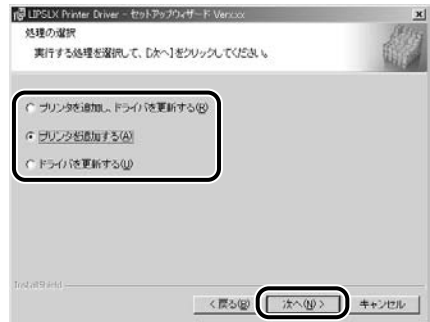 LIPSLX Printer Driver - セットアップウィザード Ver.xxx
処理の選択
実行する処理を選択して、[次へ]をクリックしてください。
プリンタを追加し、ドライバを更新する(R)
プリンタを追加する(A)
ドライバを更新する(U)
InstallShield
< 戻る(B)
次へ(N) >
キャンセル